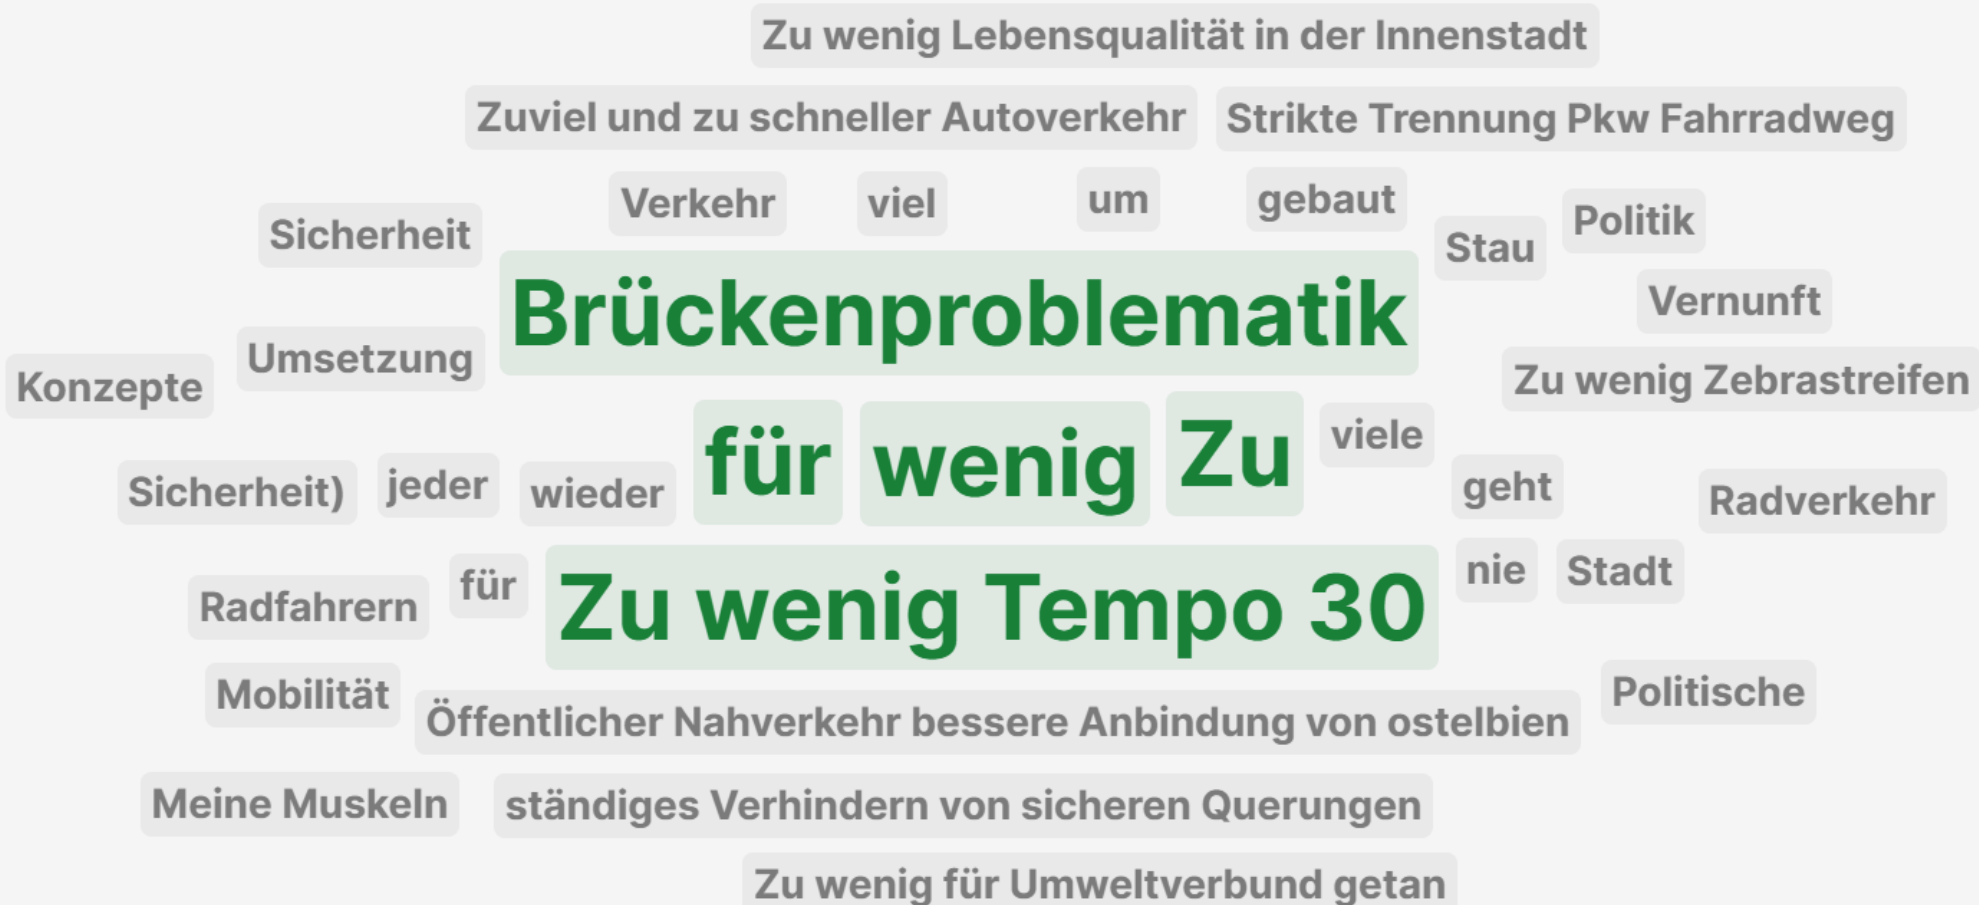 Zu wenig Lebensqualität in der Innenstadt
Zuviel und zu schneller Autoverkehr
Strikte Trennung Pkw Fahrradweg
Sicherheit
Verkehr
viel
um
gebaut
Stau
Politik
Brückenproblematik
Vernunft
Konzepte
Umsetzung
Zu wenig Zebrastreifen
Sicherheit)
jeder
wieder
für
wenig
Zu
viele
geht
Radverkehr
Radfahrern
für
Zu wenig Tempo 30
nie
Stadt
Mobilität
Öffentlicher Nahverkehr bessere Anbindung von ostelbien
Politische
Meine Muskeln
ständiges Verhindern von sicheren Querungen
Zu wenig für Umweltverbund getan